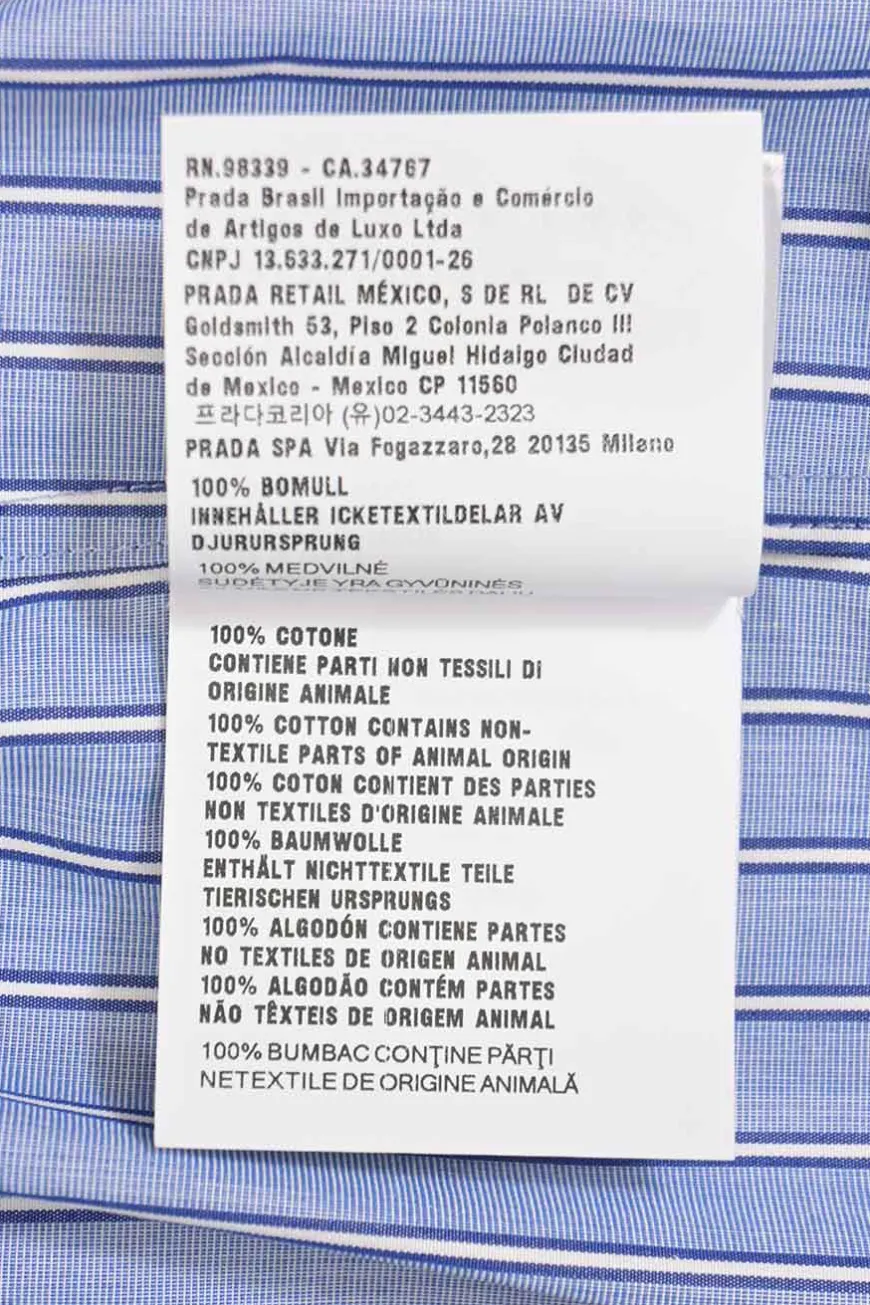 RN.98339 - CA.34767
Prada Brasil Importação e Comércio
de Artigos de Luxo Ltda
CNPJ 13.533.271/0001-26
PRADA RETAIL MÉXICO, S DE RL DE CV
Goldsmith 53, Piso 2 Colonia Polanco III
Sección Alcaldía Miguel Hidalgo Ciudad
de Mexico - Mexico CP 11560
프라다코리아 (유)02-3443-2323
PRADA SPA Via Fogazzaro,28 20135 Milano
100% BOMULL
INNEHÅLLER ICKETEXTILDELAR AV
DJURURSPRUNG
100% MEDVILNĖ
SUDĖTYJE YRA GYVŪNINĖS
100% COTONE
CONTIENE PARTI NON TESSILI DI
ORIGINE ANIMALE
100% COTTON CONTAINS NON-
TEXTILE PARTS OF ANIMAL ORIGIN
100% COTON CONTIENT DES PARTIES
NON TEXTILES D'ORIGINE ANIMALE
100% BAUMWOLLE
ENTHÄLT NICHTTEXTILE TEILE
TIERISCHEN URSPRUNGS
100% ALGODÓN CONTIENE PARTES
NO TEXTILES DE ORIGEN ANIMAL
100% ALGODÃO CONTÉM PARTES
NÃO TÊXTEIS DE ORIGEM ANIMAL
100% BUMBAC CONŢINE PĂRŢI
NETEXTILE DE ORIGINE ANIMALĂ